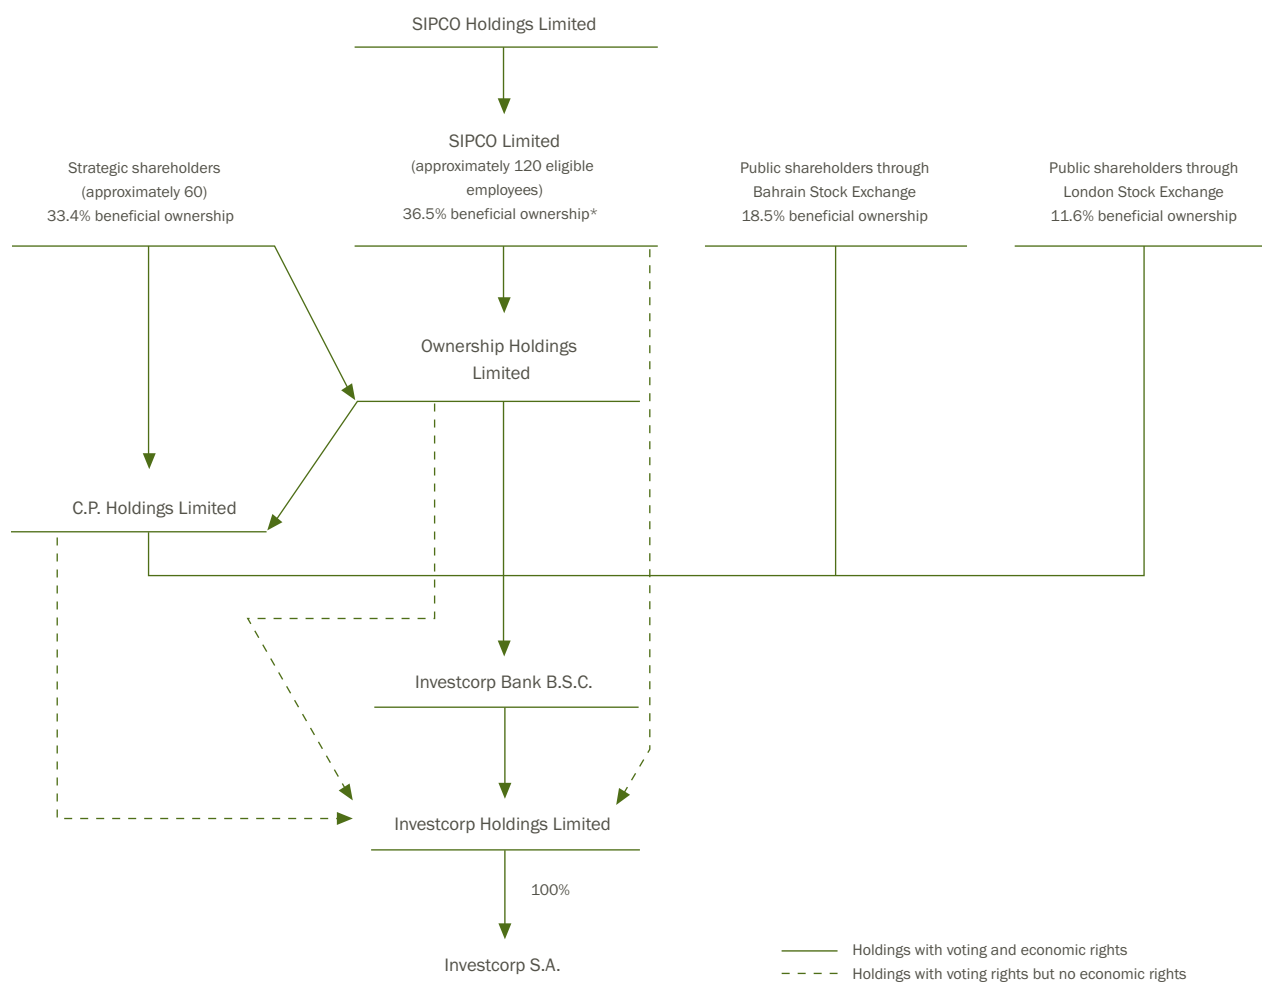 SIPCO Holdings Limited
SIPCO Limited
(approximately 120 eligible
employees)
36.5% beneficial ownership*
Strategic shareholders
(approximately 60)
33.4% beneficial ownership
Public shareholders through
Bahrain Stock Exchange
18.5% beneficial ownership
Public shareholders through
London Stock Exchange
11.6% beneficial ownership
Ownership Holdings
Limited
C.P. Holdings Limited
Investcorp Bank B.S.C.
Investcorp Holdings Limited
100%
Investcorp S.A.
Holdings with voting and economic rights
Holdings with voting rights but no economic rights